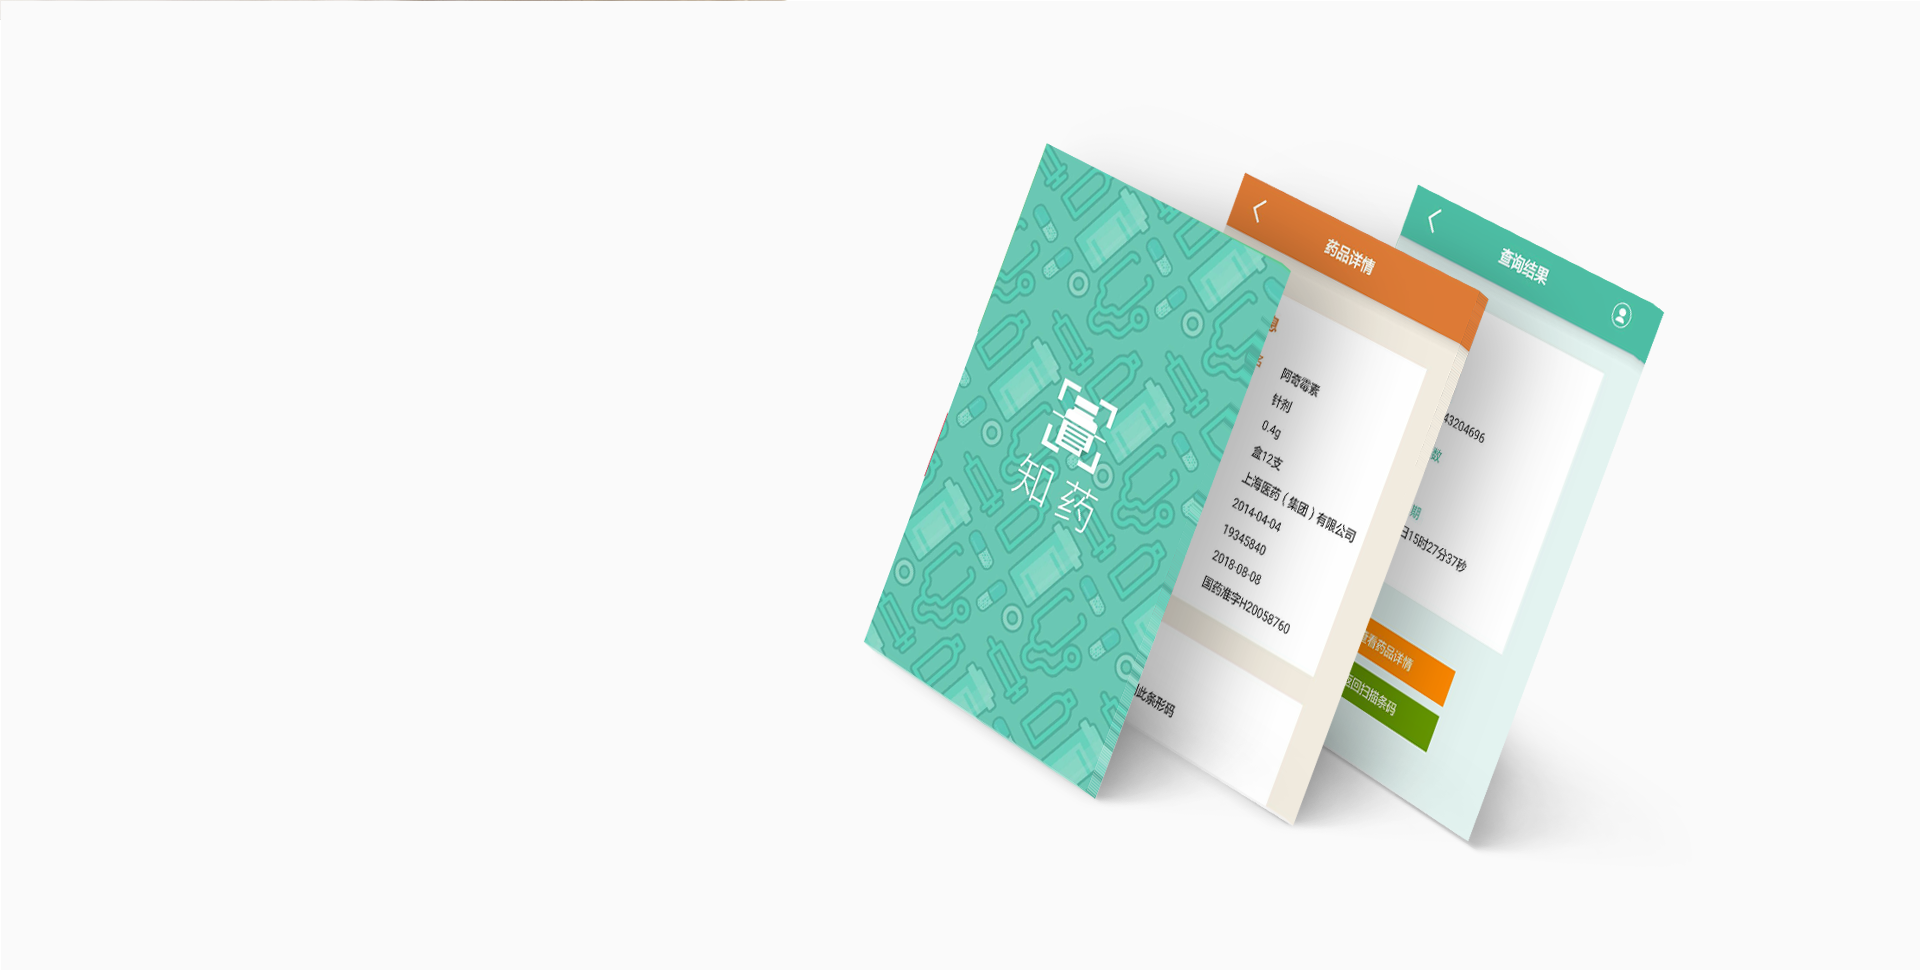 知药
药品详情
阿奇霉素
针剂
0.4g
盒12支
上海医药（集团）有限公司
2014-04-04
19345840
2018-08-08
国药准字H20058760
此条形码
查询结果
43204696
数
期
日15时27分37秒
查看药品详情
返回扫描条码